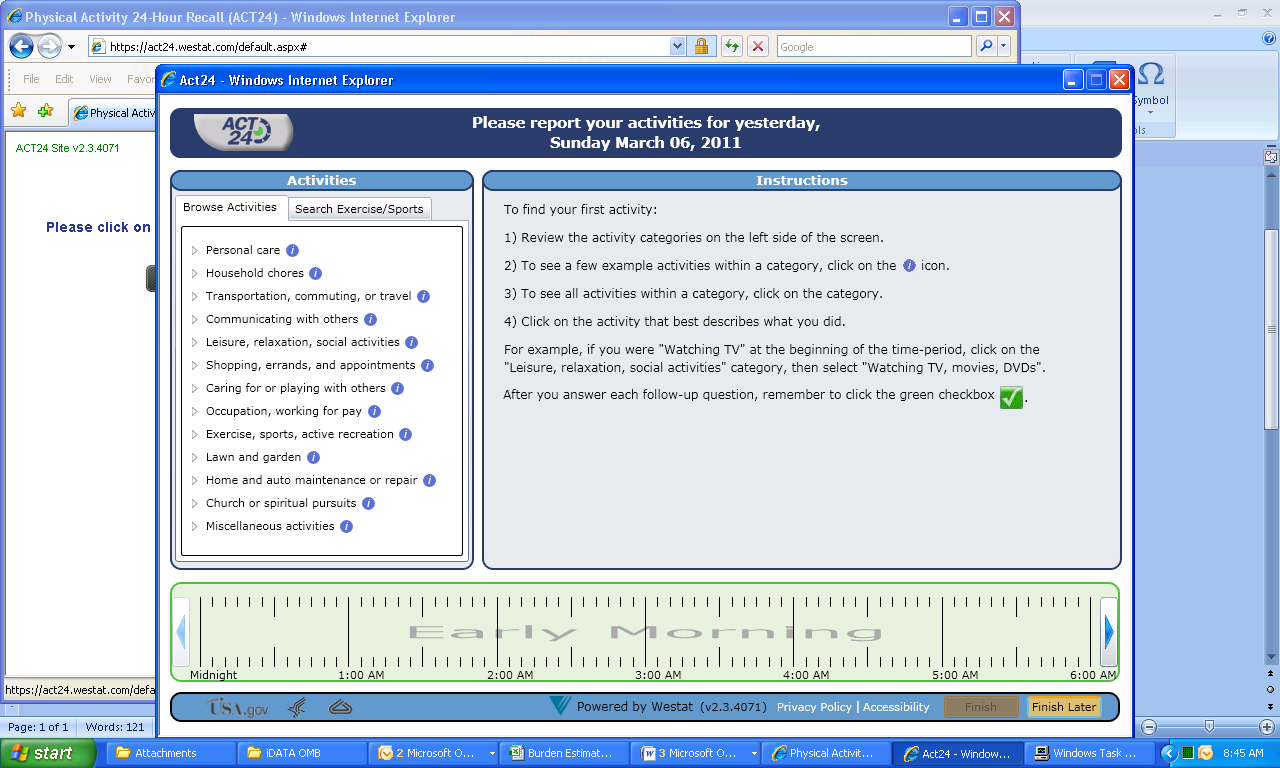 Physical Activity 24-Hour Recall (ACT24) - Windows Internet Explorer
https://act24.westat.com/default.aspx#
Google
File Edit View Favor
Physical Activ
Act24 - Windows Internet Explorer
ymbol
ols
ACT24 Site v2.3.4071
Please click on
ACT
24
Please report your activities for yesterday,
Sunday March 06, 2011
Activities
Browse Activities
Search Exercise/Sports
Personal care
Household chores
Transportation, commuting, or travel
Communicating with others
Leisure, relaxation, social activities
Shopping, errands, and appointments
Caring for or playing with others
Occupation, working for pay
Exercise, sports, active recreation
Lawn and garden
Home and auto maintenance or repair
Church or spiritual pursuits
Miscellaneous activities
Instructions
To find your first activity:
1) Review the activity categories on the left side of the screen.
2) To see a few example activities within a category, click on the i icon.
3) To see all activities within a category, click on the category.
4) Click on the activity that best describes what you did.
For example, if you were "Watching TV" at the beginning of the time-period, click on the
"Leisure, relaxation, social activities" category, then select "Watching TV, movies, DVDs".
After you answer each follow-up question, remember to click the green checkbox .
Early Morning
Midnight 1:00 AM 2:00 AM 3:00 AM 4:00 AM 5:00 AM 6:00 AM
https://act24.westat.com/defa
USA.gov
Powered by Westat (v2.3.4071) Privacy Policy | Accessibility Finish Finish Later
Page: 1 of 1 Words: 121
start Attachments iDATA OMB 2 Microsoft O... Burden Estimat... 3 Microsoft O... Physical Activit... Act24 - Window... Windows Task ... 8:45 AM